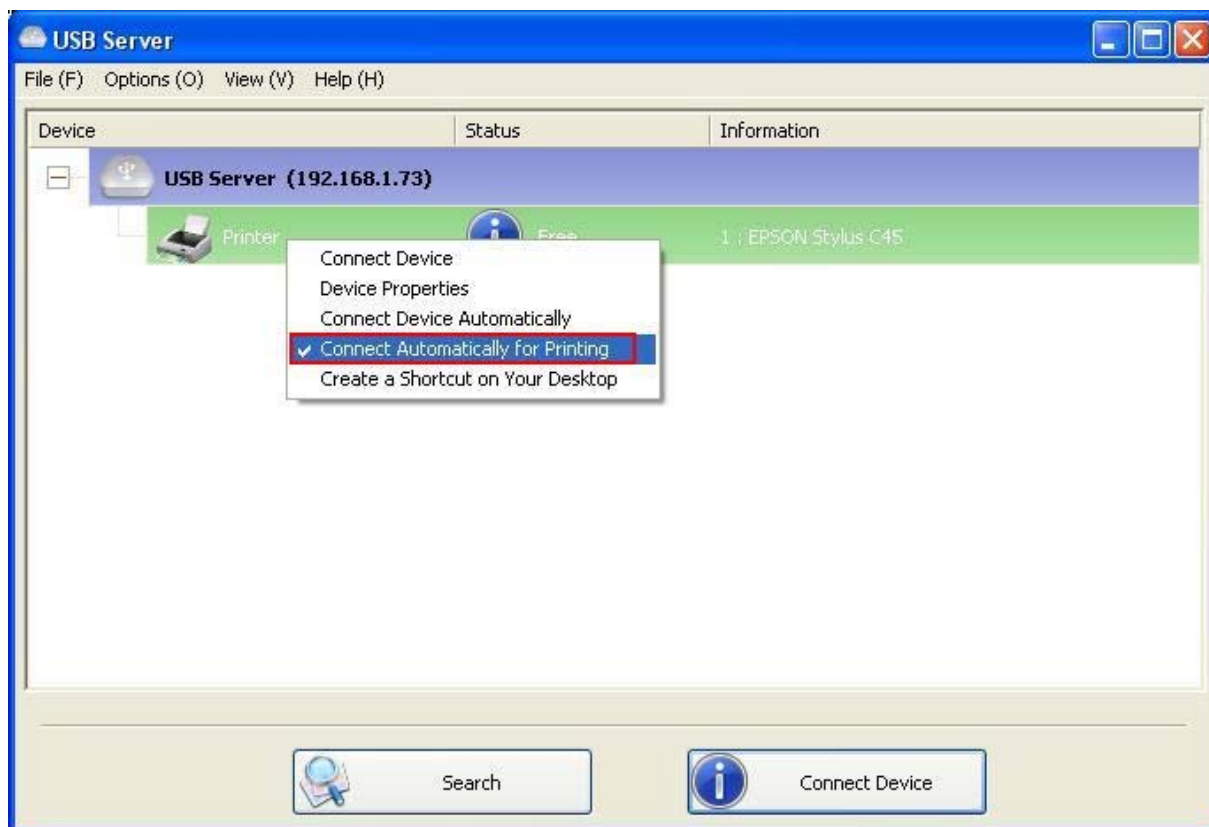 USB Server
File (F) Options (O) View (V) Help (H)
Device Status Information
USB Server (192.168.1.73)
Printer Free 1 : EPSON Stylus C45
Connect Device
Device Properties
Connect Device Automatically
Connect Automatically for Printing
Create a Shortcut on Your Desktop
Search Connect Device